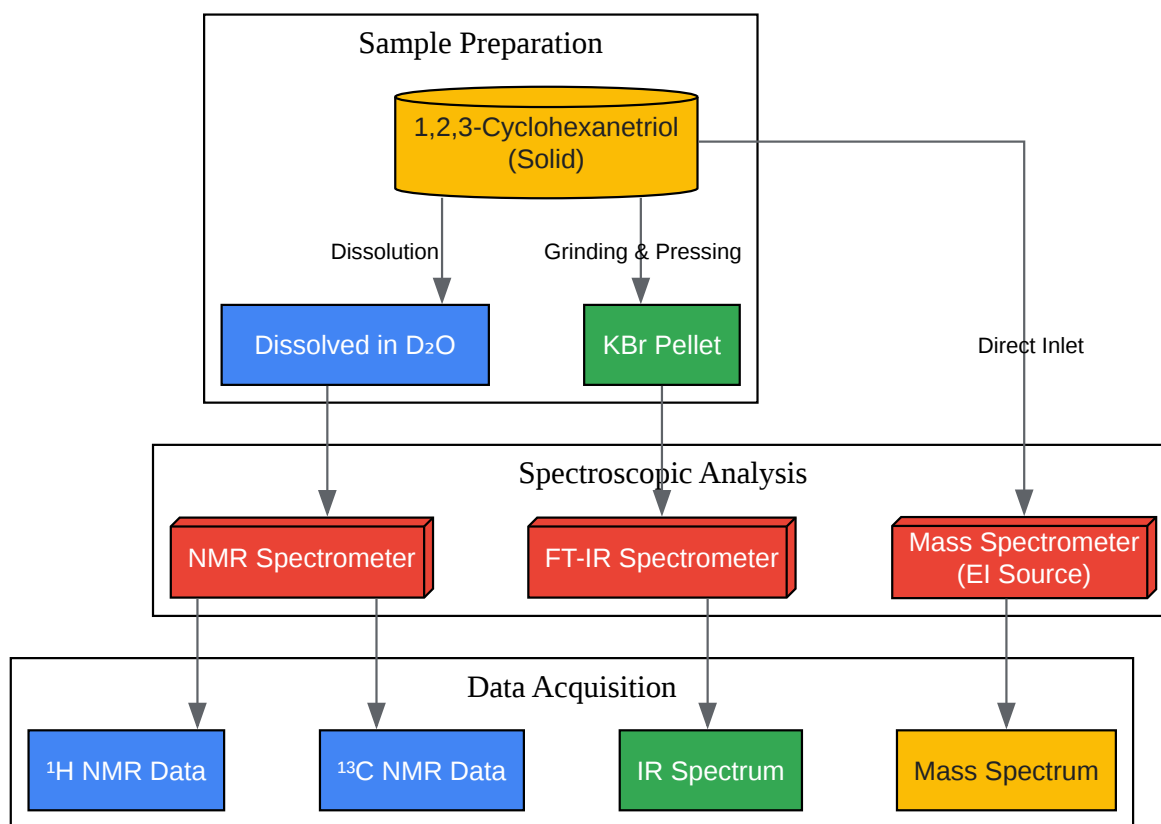 Sample Preparation
1,2,3-Cyclohexanetriol
(Solid)
Dissolution
Grinding & Pressing
Dissolved in D₂O
KBr Pellet
Direct Inlet
Spectroscopic Analysis
NMR Spectrometer
FT-IR Spectrometer
Mass Spectrometer
(EI Source)
Data Acquisition
¹H NMR Data
¹³C NMR Data
IR Spectrum
Mass Spectrum